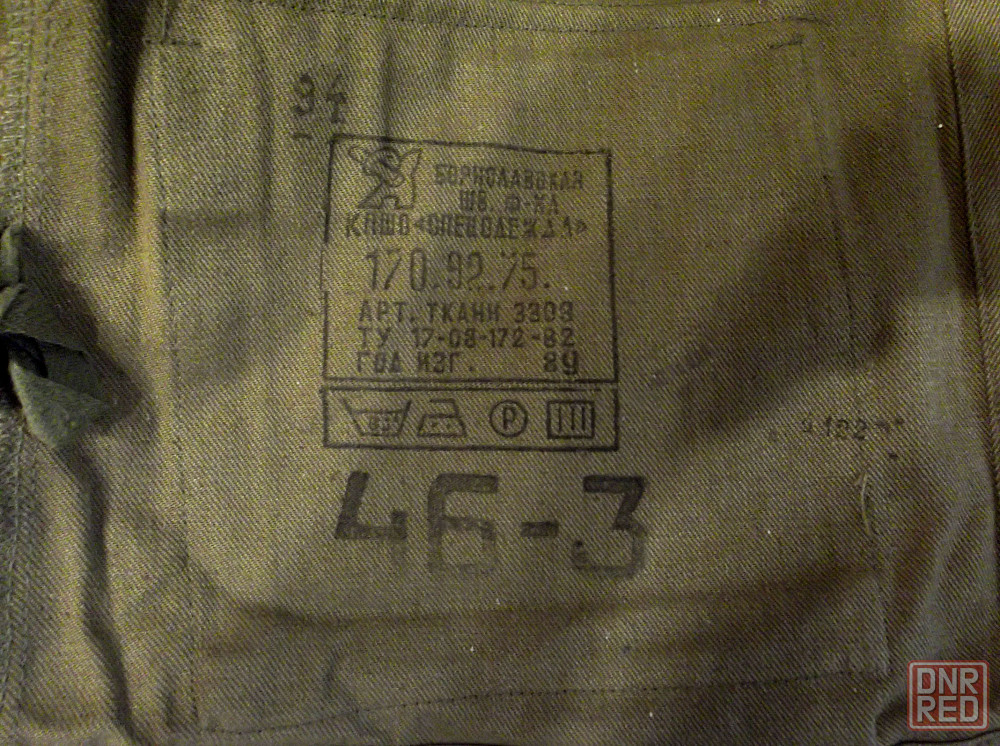 94
БОРИСЛАВСКАЯ
ШВ. Ф-КА
КПШО «СПЕЦОДЕЖДА»
170.92.75.
АРТ. ТКАНИ 3309
ТУ 17-08-172-82
ГОД ИЗГ. 89
P
46-3
DNR
RED